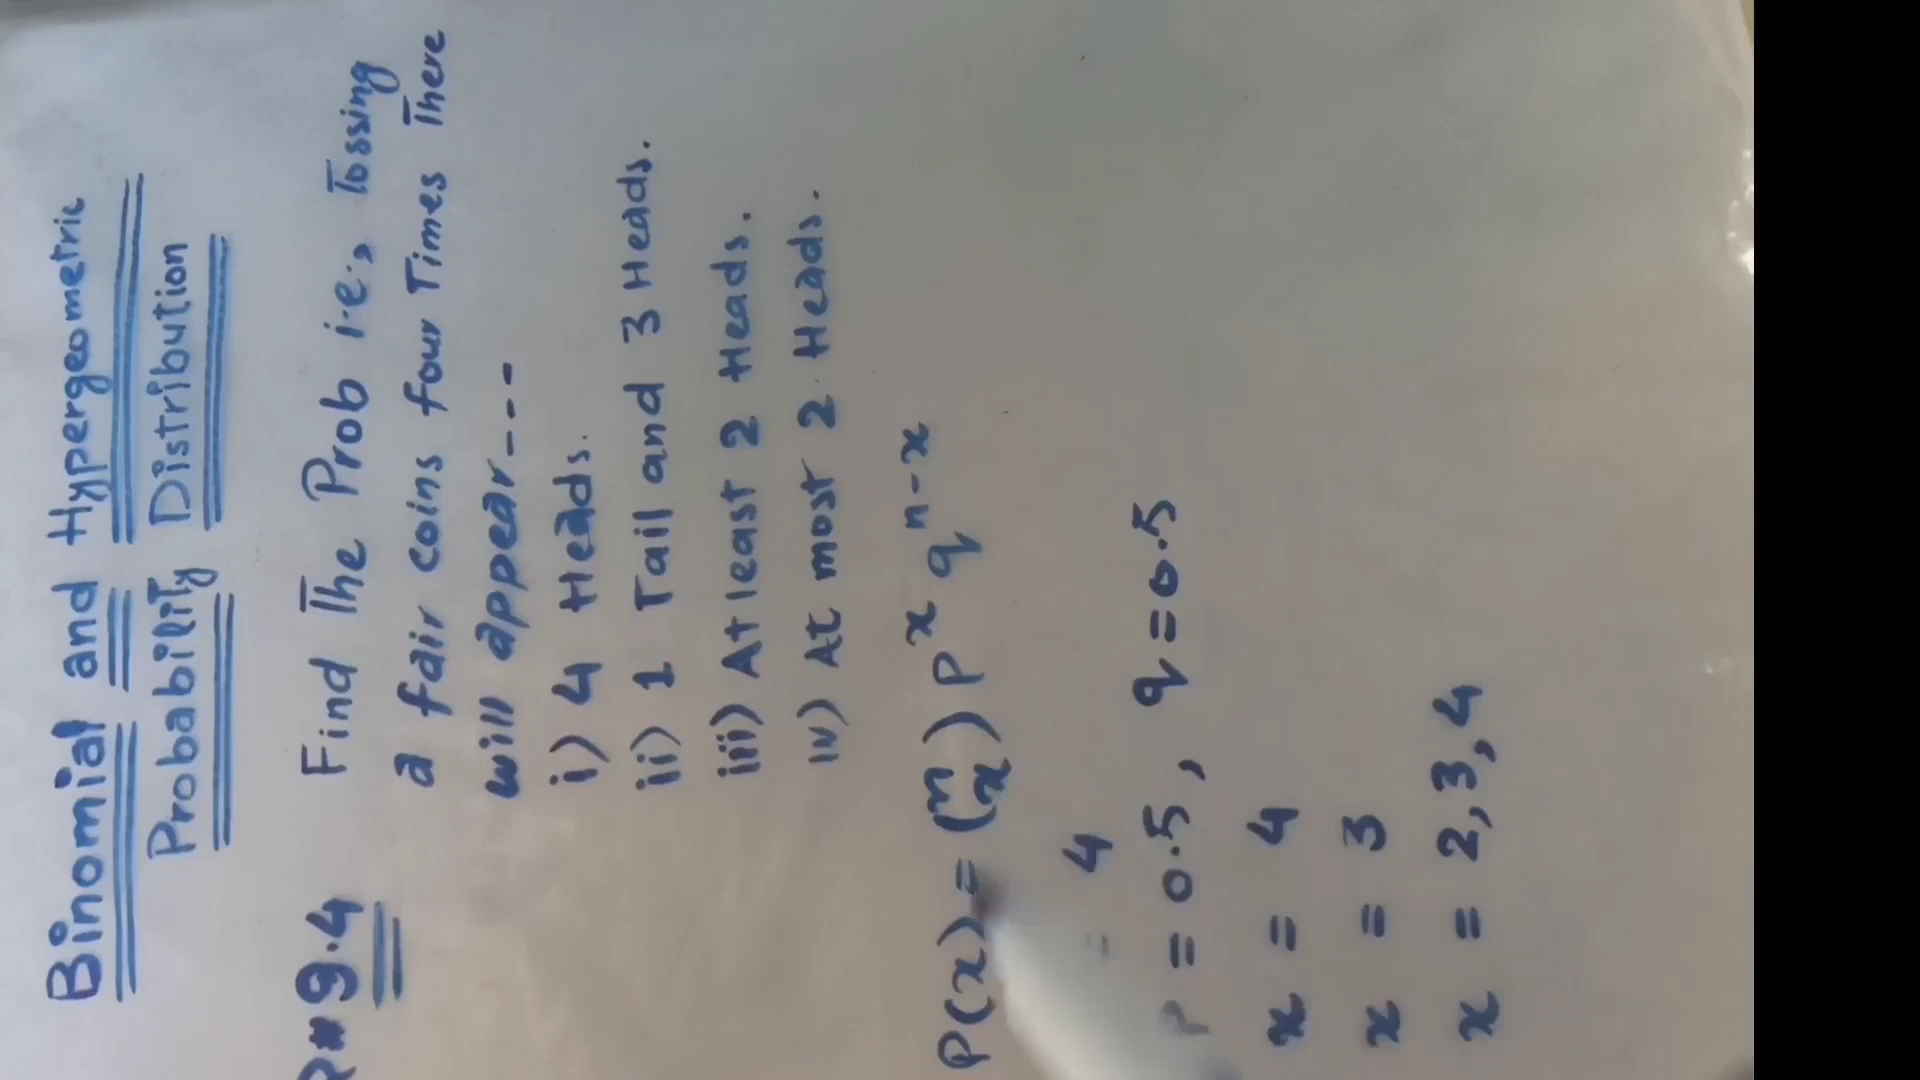 Binomial and Hypergeometric
Probability Distribution
9.4 Find The Prob i.e., Tossing
a fair coins four Times There
will appear----
i) 4 Heads.
ii) 1 Tail and 3 Heads.
iii) At least 2 Heads.
iv) At most 2 Heads.
P(x) = (n x) p^x q^n-x
= 4
P = 0.5, q = 0.5
x = 4
x = 3
x = 2,3,4